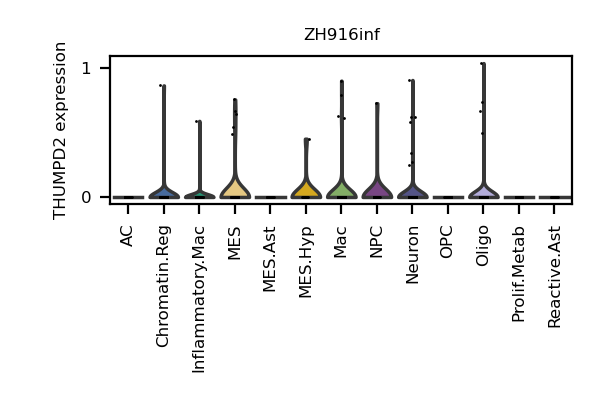 ZH916inf
THUMPD2 expression
1
0
AC
Chromatin.Reg
Inflammatory.Mac
MES
MES.Ast
MES.Hyp
Mac
NPC
Neuron
OPC
Oligo
Prolif.Metab
Reactive.Ast